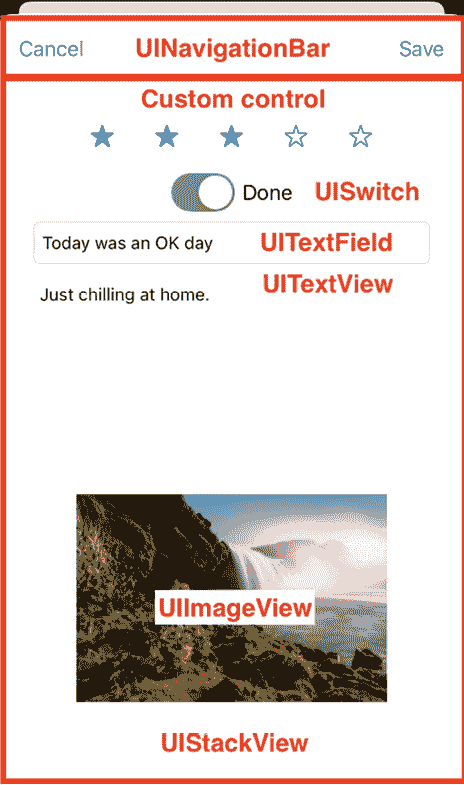 Cancel UINavigationBar Save
Custom control
Done UISwitch
Today was an OK day UITextField
UITextView
Just chilling at home.
UIImageView
UIStackView